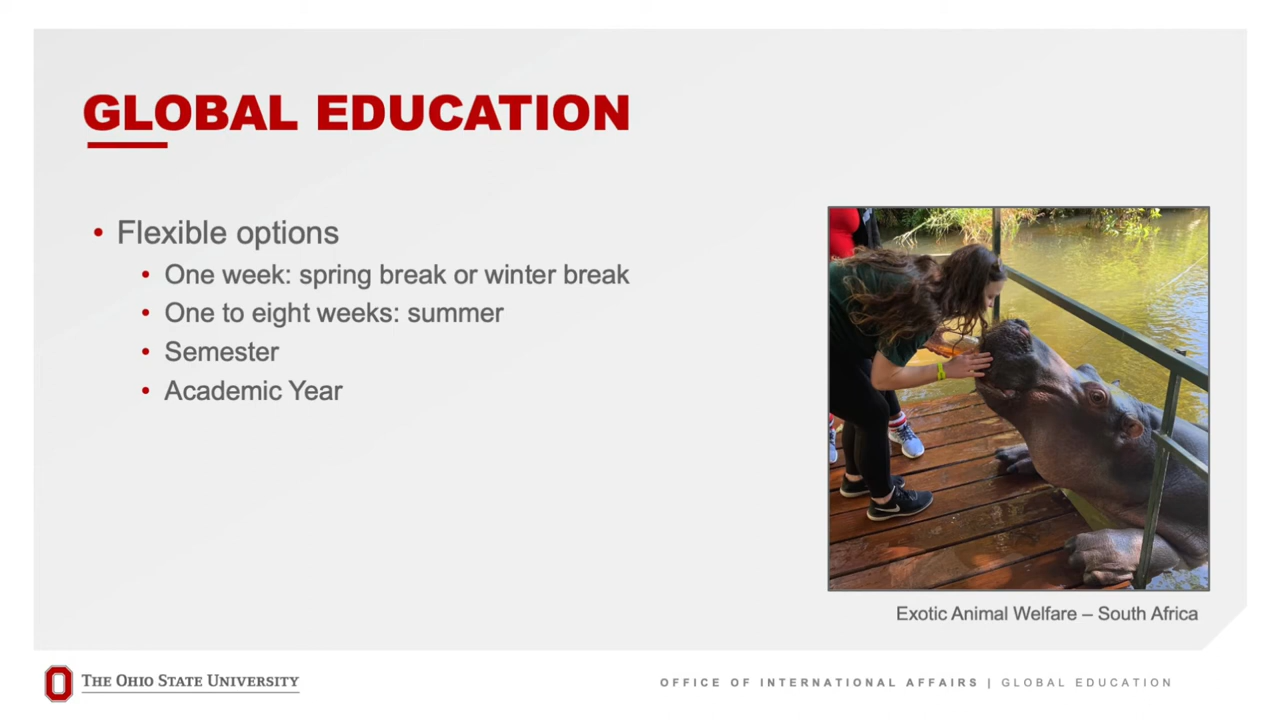 GLOBAL EDUCATION
• Flexible options
• One week: spring break or winter break
• One to eight weeks: summer
• Semester
• Academic Year
Exotic Animal Welfare – South Africa
THE OHIO STATE UNIVERSITY
OFFICE OF INTERNATIONAL AFFAIRS | GLOBAL EDUCATION